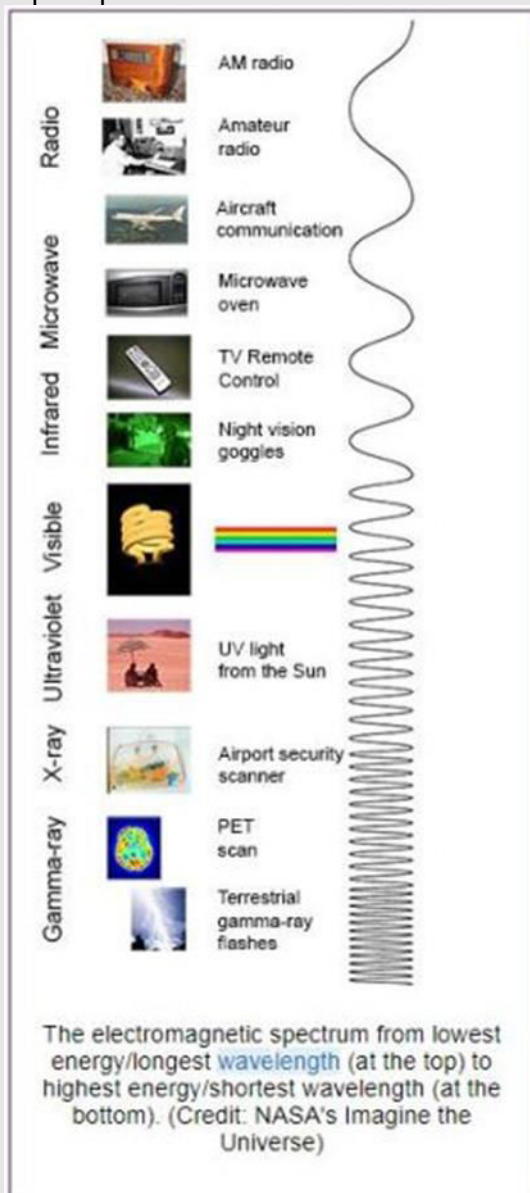 Radio
Microwave
Infrared
Visible
Ultraviolet
X-ray
Gamma-ray
AM radio
Amateur
radio
Aircraft
communication
Microwave
oven
TV Remote
Control
Night vision
goggles
UV light
from the Sun
Airport security
scanner
PET
scan
Terrestrial
gamma-ray
flashes
The electromagnetic spectrum from lowest
energy/longest wavelength (at the top) to
highest energy/shortest wavelength (at the
bottom). (Credit: NASA's Imagine the
Universe)